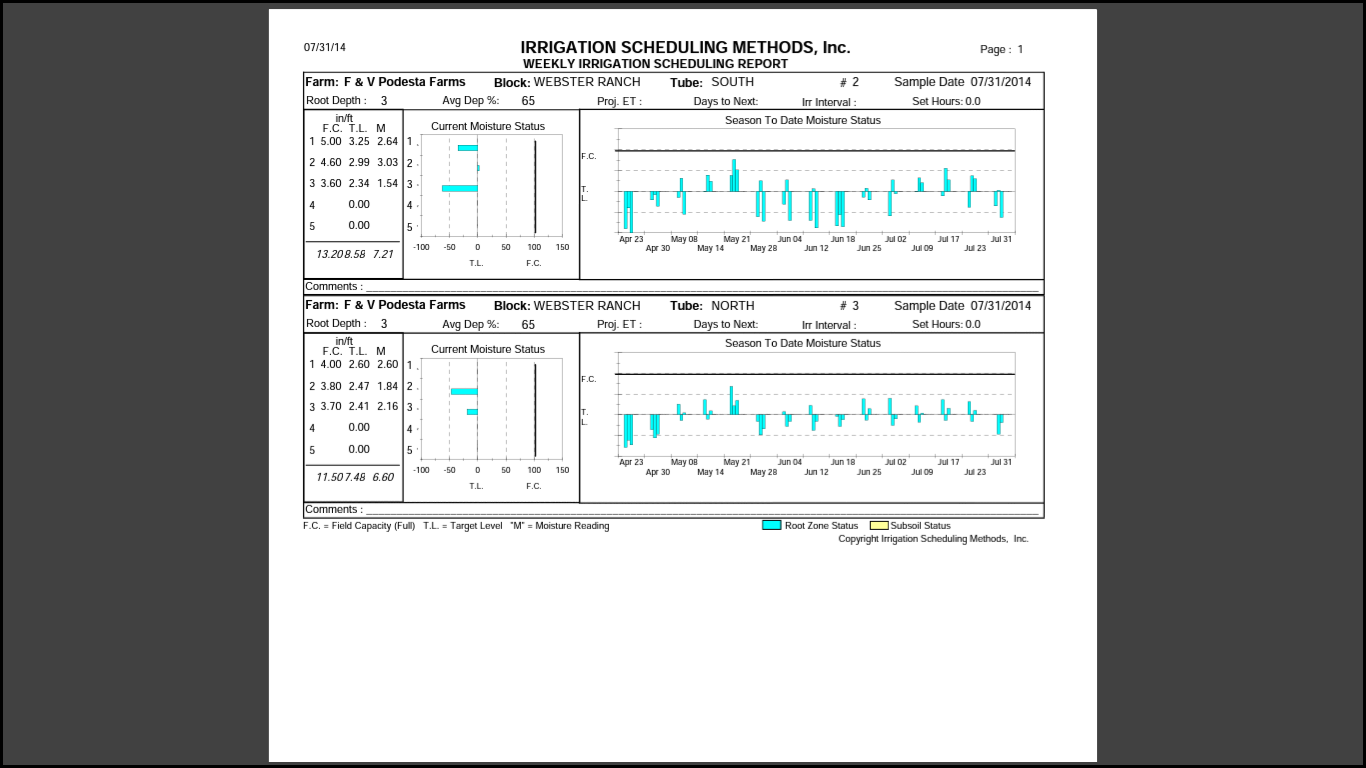 07/31/14
IRRIGATION SCHEDULING METHODS, Inc.
Page : 1
WEEKLY IRRIGATION SCHEDULING REPORT
Farm: F & V Podesta Farms Block: WEBSTER RANCH Tube: SOUTH # 2 Sample Date 07/31/2014
Root Depth : 3 Avg Dep %: 65 Proj. ET : Days to Next: Irr Interval : Set Hours: 0.0
in/ft
F.C. T.L. M
1 5.00 3.25 2.64
2 4.60 2.99 3.03
3 3.60 2.34 1.54
4 0.00
5 0.00
13.20 8.58 7.21
Current Moisture Status
1
2
3
4
5
-100 -50 0 50 100 150
T.L. F.C.
Season To Date Moisture Status
F.C.
T.
L.
Apr 23 May 08 May 21 Jun 04 Jun 18 Jul 02 Jul 17 Jul 31
Apr 30 May 14 May 28 Jun 12 Jun 25 Jul 09 Jul 23
Comments :
Farm: F & V Podesta Farms Block: WEBSTER RANCH Tube: NORTH # 3 Sample Date 07/31/2014
Root Depth : 3 Avg Dep %: 65 Proj. ET : Days to Next: Irr Interval : Set Hours: 0.0
in/ft
F.C. T.L. M
1 4.00 2.60 2.60
2 3.80 2.47 1.84
3 3.70 2.41 2.16
4 0.00
5 0.00
11.50 7.48 6.60
Current Moisture Status
1
2
3
4
5
-100 -50 0 50 100 150
T.L. F.C.
Season To Date Moisture Status
F.C.
T.
L.
Apr 23 May 08 May 21 Jun 04 Jun 18 Jul 02 Jul 17 Jul 31
Apr 30 May 14 May 28 Jun 12 Jun 25 Jul 09 Jul 23
Comments :
F.C. = Field Capacity (Full) T.L. = Target Level "M" = Moisture Reading
Root Zone Status Subsoil Status
Copyright Irrigation Scheduling Methods, Inc.